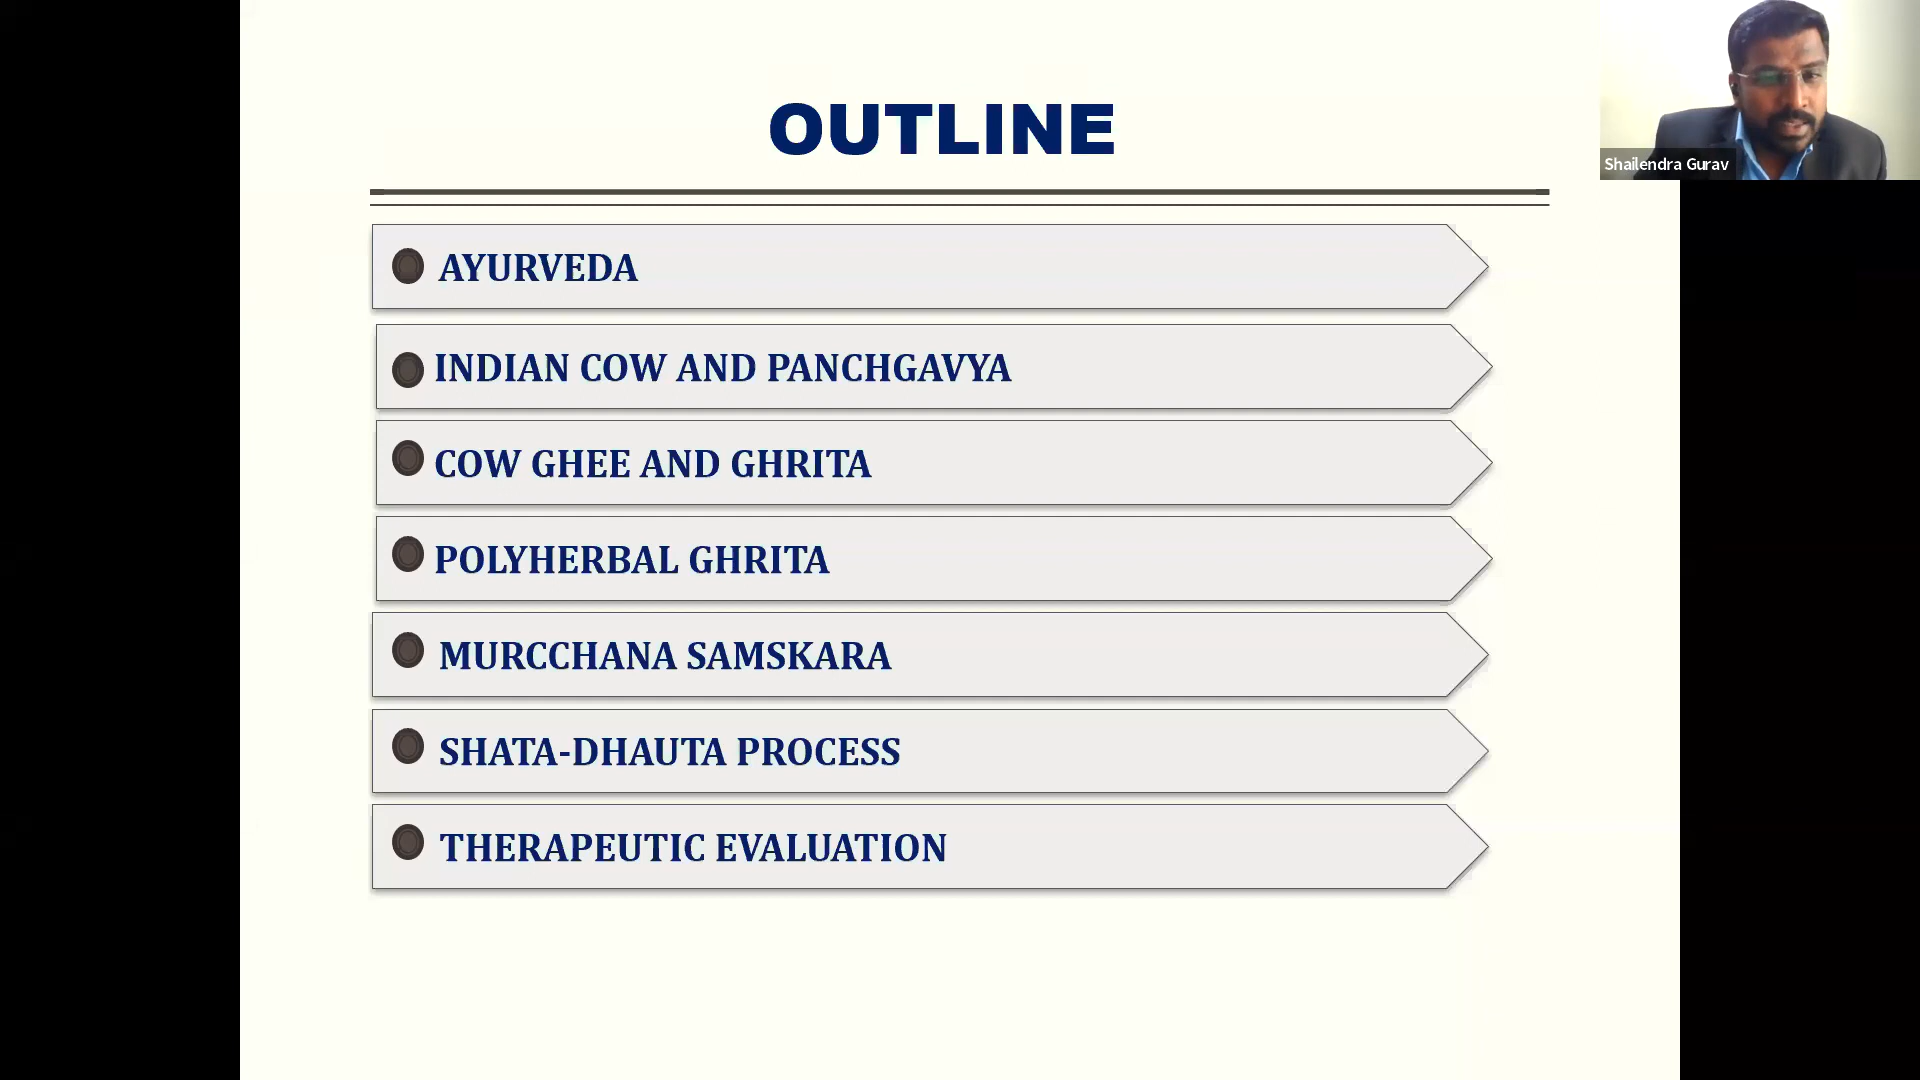 OUTLINE
Shailendra Gurav
AYURVEDA
INDIAN COW AND PANCHGAVYA
COW GHEE AND GHRITA
POLYHERBAL GHRITA
MURCCHANA SAMSKARA
SHATA-DHAUTA PROCESS
THERAPEUTIC EVALUATION